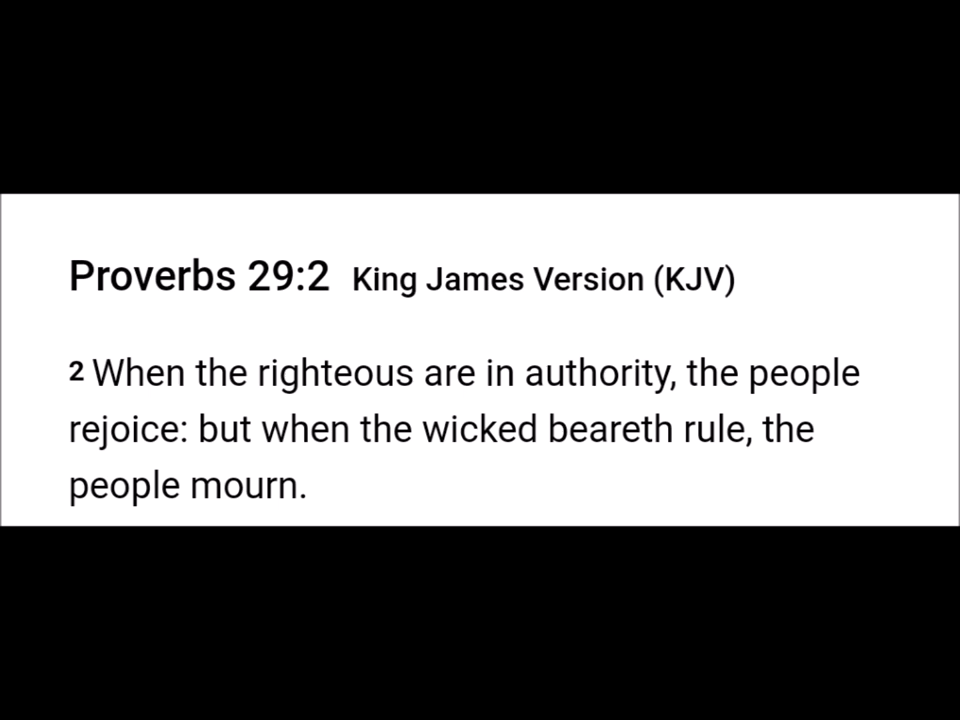 Proverbs 29:2 King James Version (KJV)
2 When the righteous are in authority, the people
rejoice: but when the wicked beareth rule, the
people mourn.